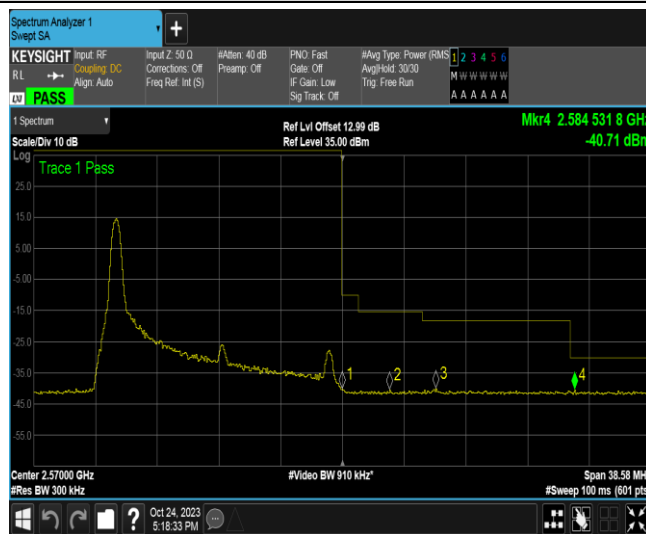 Spectrum Analyzer 1
Swept SA
+
KEYSIGHT Input: RF Input Z: 50 Ω #Atten: 40 dB PNO: Fast #Avg Type: Power (RMS 1 2 3 4 5 6
RL Coupling: DC Corrections: Off Preamp: Off Gate: Off Avg|Hold: 30/30 M W W W W W
Align: Auto Freq Ref: Int (S) IF Gain: Low Trig: Free Run
LXI PASS Sig Track: Off A A A A A A
1 Spectrum Ref Lvl Offset 12.99 dB Mkr4 2.584 531 8 GHz
Scale/Div 10 dB Ref Level 35.00 dBm -40.71 dBm
Log
Trace 1 Pass
25.0
15.0
5.00
-5.00
-15.0
-25.0
-35.0
1 2 3 4
-45.0
-55.0
Center 2.57000 GHz #Video BW 910 kHz* Span 38.58 MH
#Res BW 300 kHz #Sweep 100 ms (601 pts
? Oct 24, 2023
5:18:33 PM